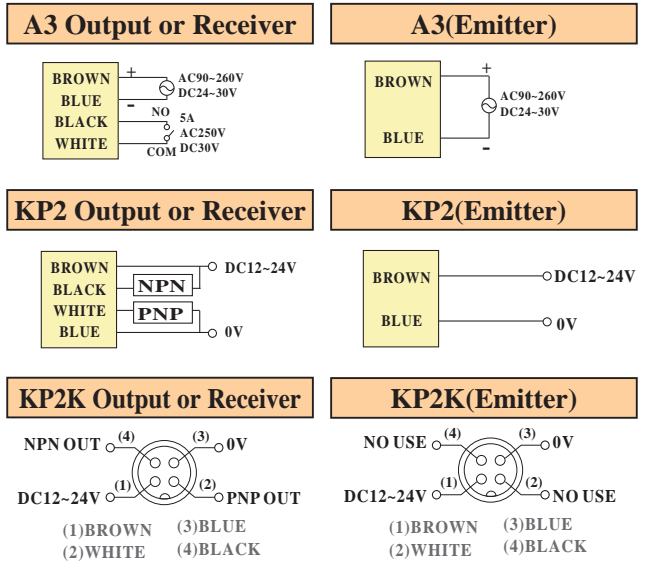 A3 Output or Receiver
BROWN
BLUE
BLACK
WHITE
+
-
AC90~260V
DC24~30V
NO
5A
AC250V
COM DC30V
A3(Emitter)
BROWN
BLUE
+
-
AC90~260V
DC24~30V
KP2 Output or Receiver
BROWN
BLACK
WHITE
BLUE
NPN
PNP
DC12~24V
0V
KP2(Emitter)
BROWN
BLUE
DC12~24V
0V
KP2K Output or Receiver
NPN OUT (4) (3) 0V
DC12~24V (1) (2) PNP OUT
(1)BROWN (3)BLUE
(2)WHITE (4)BLACK
KP2K(Emitter)
NO USE (4) (3) 0V
DC12~24V (1) (2) NO USE
(1)BROWN (3)BLUE
(2)WHITE (4)BLACK